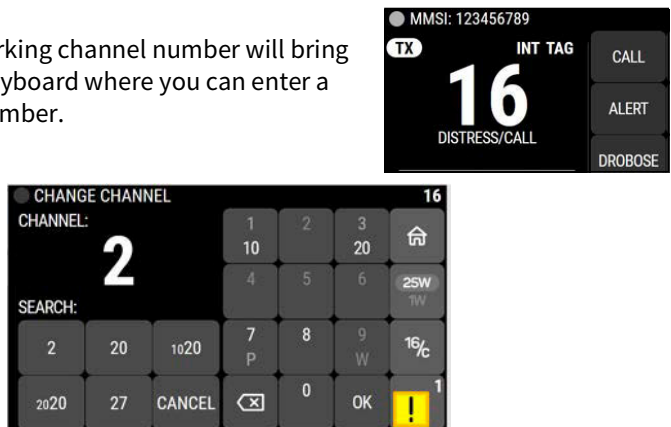 MMSI: 123456789
rking channel number will bring
yboard where you can enter a
mber.
TX INT TAG
16
DISTRESS/CALL
CALL
ALERT
DROBOSE
CHANGE CHANNEL 16
CHANNEL:
2
SEARCH:
2 20 1020
2020 27 CANCEL
1 2 3
10 20
4 5 6 25W
1W
7 8 9 16/c
P W
0 OK ! 1